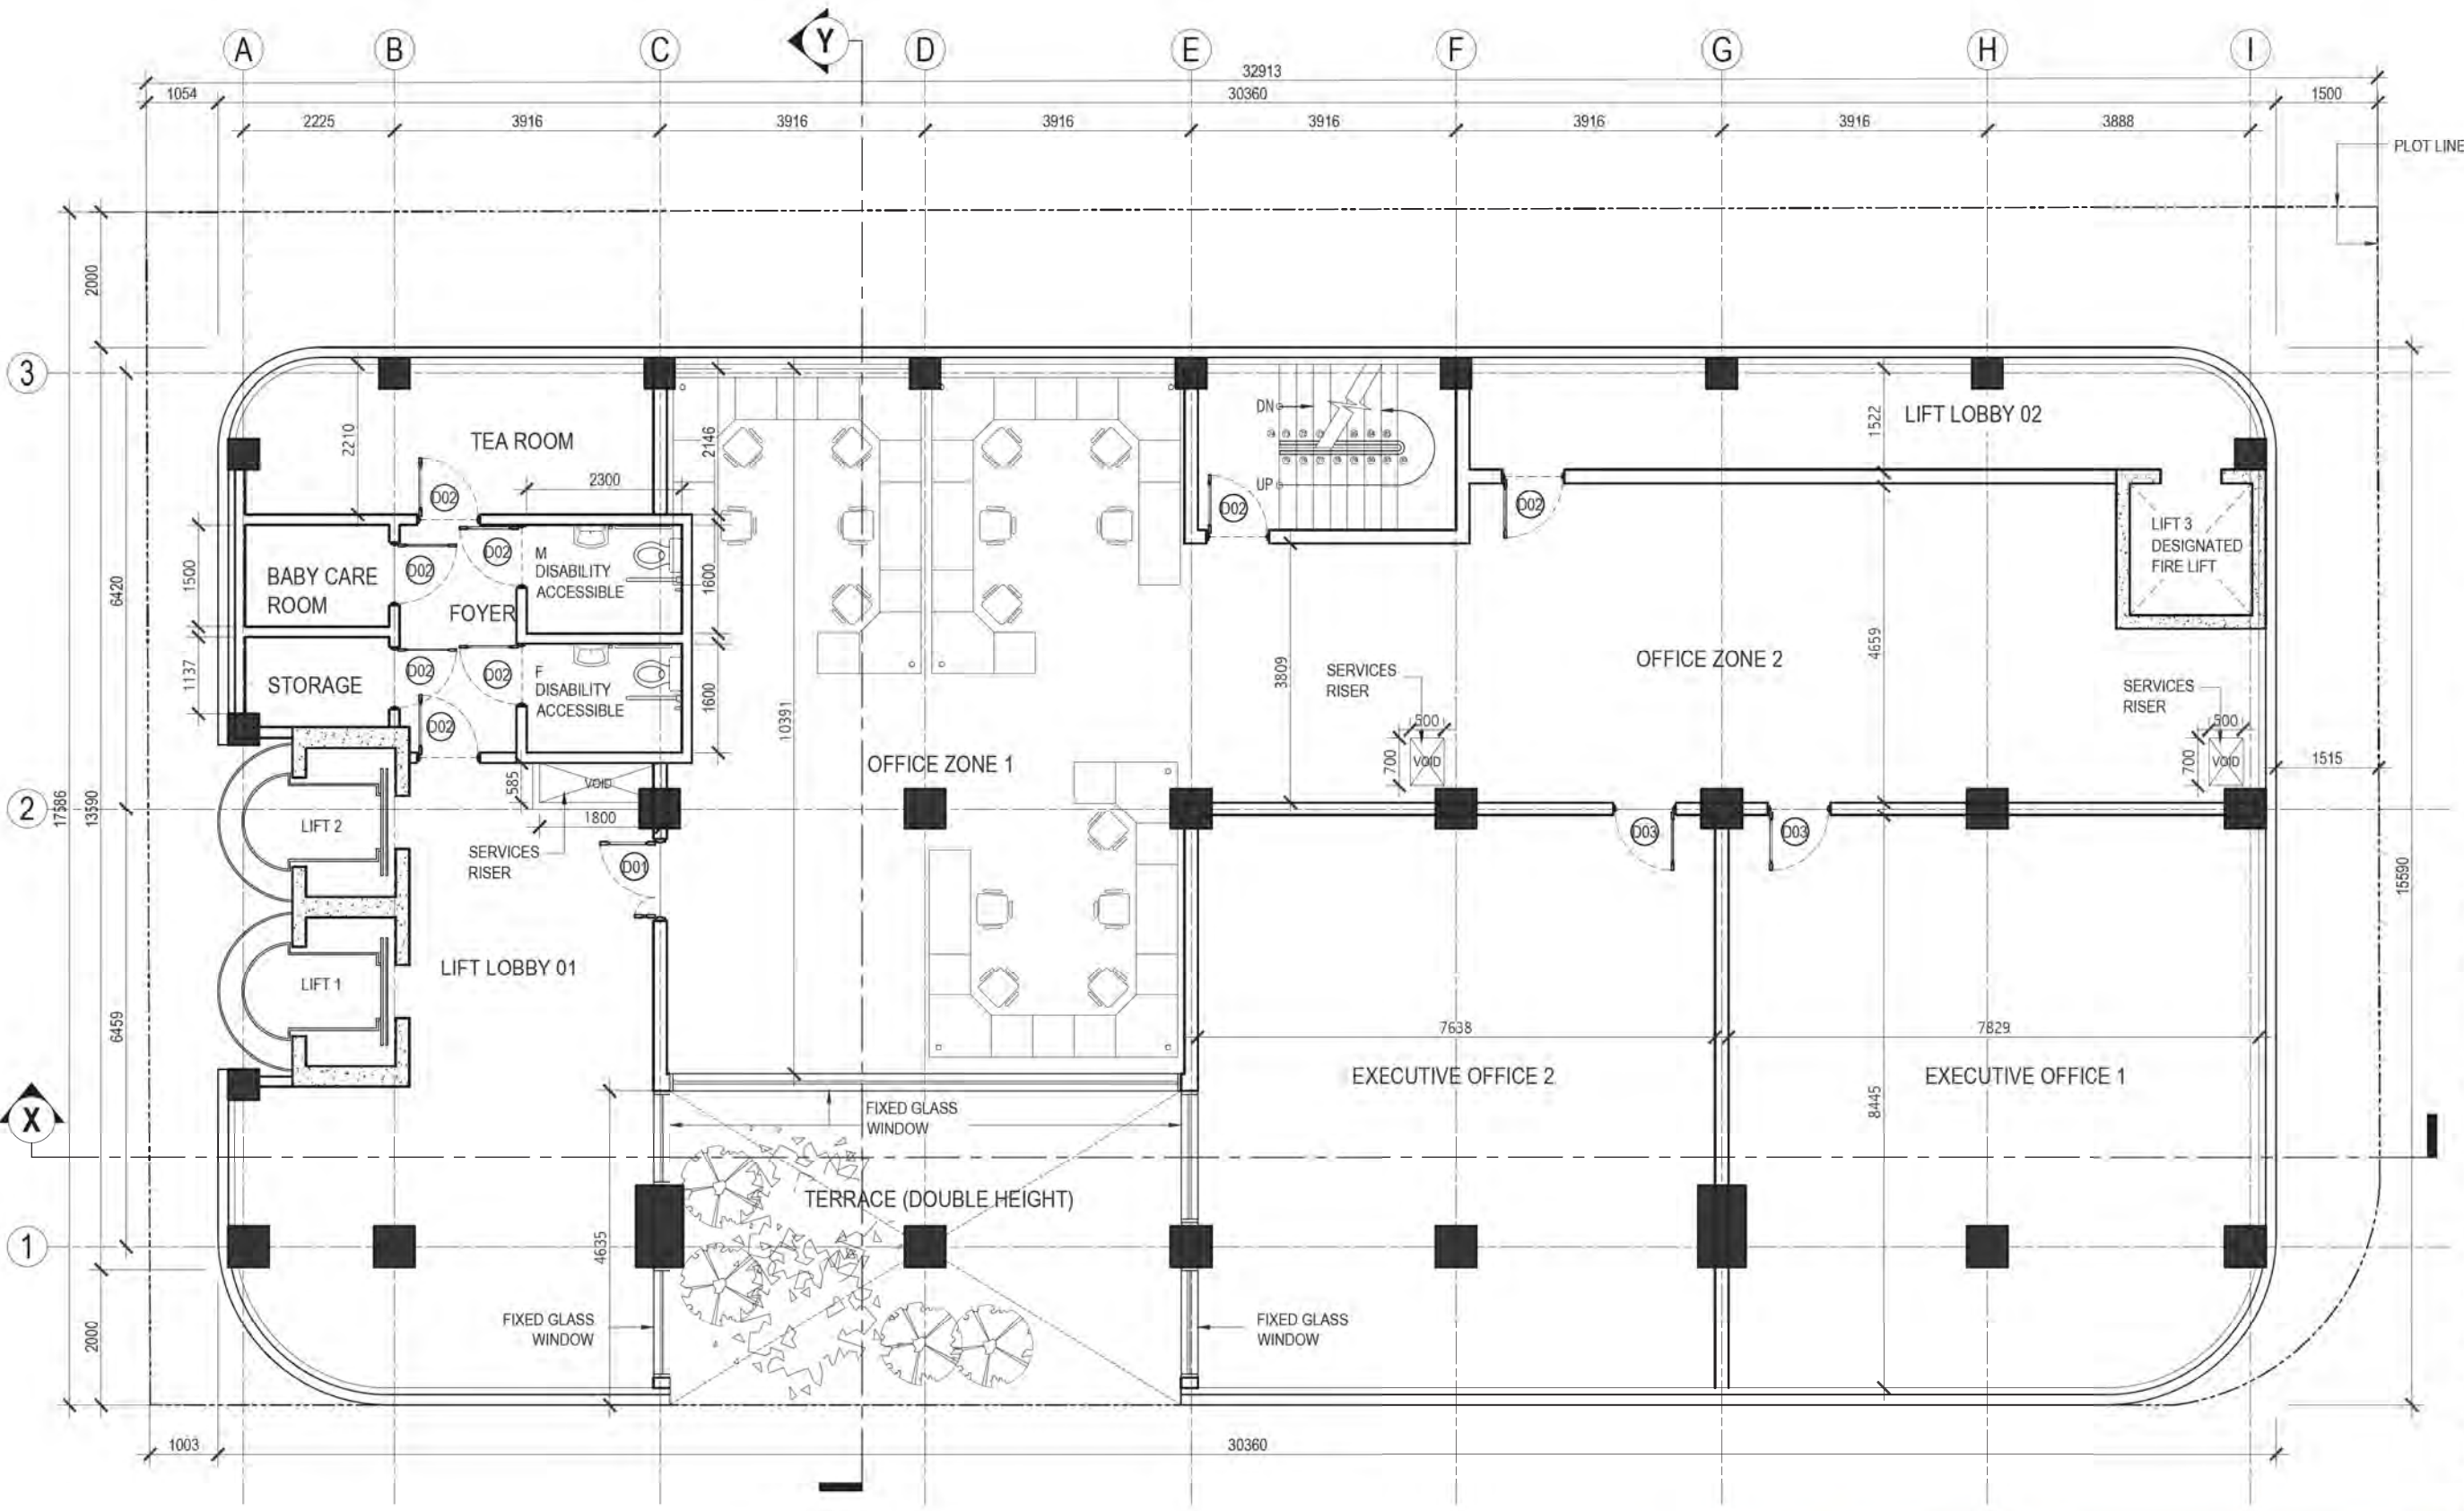 A
B
C
Y
D
E
F
G
H
I
32913
1054
30360
1500
2225
3916
3916
3916
3916
3916
3916
3888
PLOT LINE
2000
3
DN
LIFT LOBBY 02
1522
2210
TEA ROOM
2146
UP
2300
D02
D02
D02
LIFT 3
DESIGNATED
FIRE LIFT
1500
BABY CARE
ROOM
D02
D02
M
DISABILITY
ACCESSIBLE
1600
FOYER
6420
1137
STORAGE
D02
D02
F
DISABILITY
ACCESSIBLE
1600
D02
10391
3809
SERVICES
RISER
OFFICE ZONE 2
4659
SERVICES
RISER
500
700
VOID
500
700
VOID
1515
OFFICE ZONE 1
585
VOID
1800
2
17586
13590
LIFT 2
SERVICES
RISER
D01
D03
D03
15590
LIFT LOBBY 01
LIFT 1
6459
7638
7829
EXECUTIVE OFFICE 2
EXECUTIVE OFFICE 1
8445
X
FIXED GLASS
WINDOW
TERRACE (DOUBLE HEIGHT)
1
4635
2000
FIXED GLASS
WINDOW
FIXED GLASS
WINDOW
1003
30360